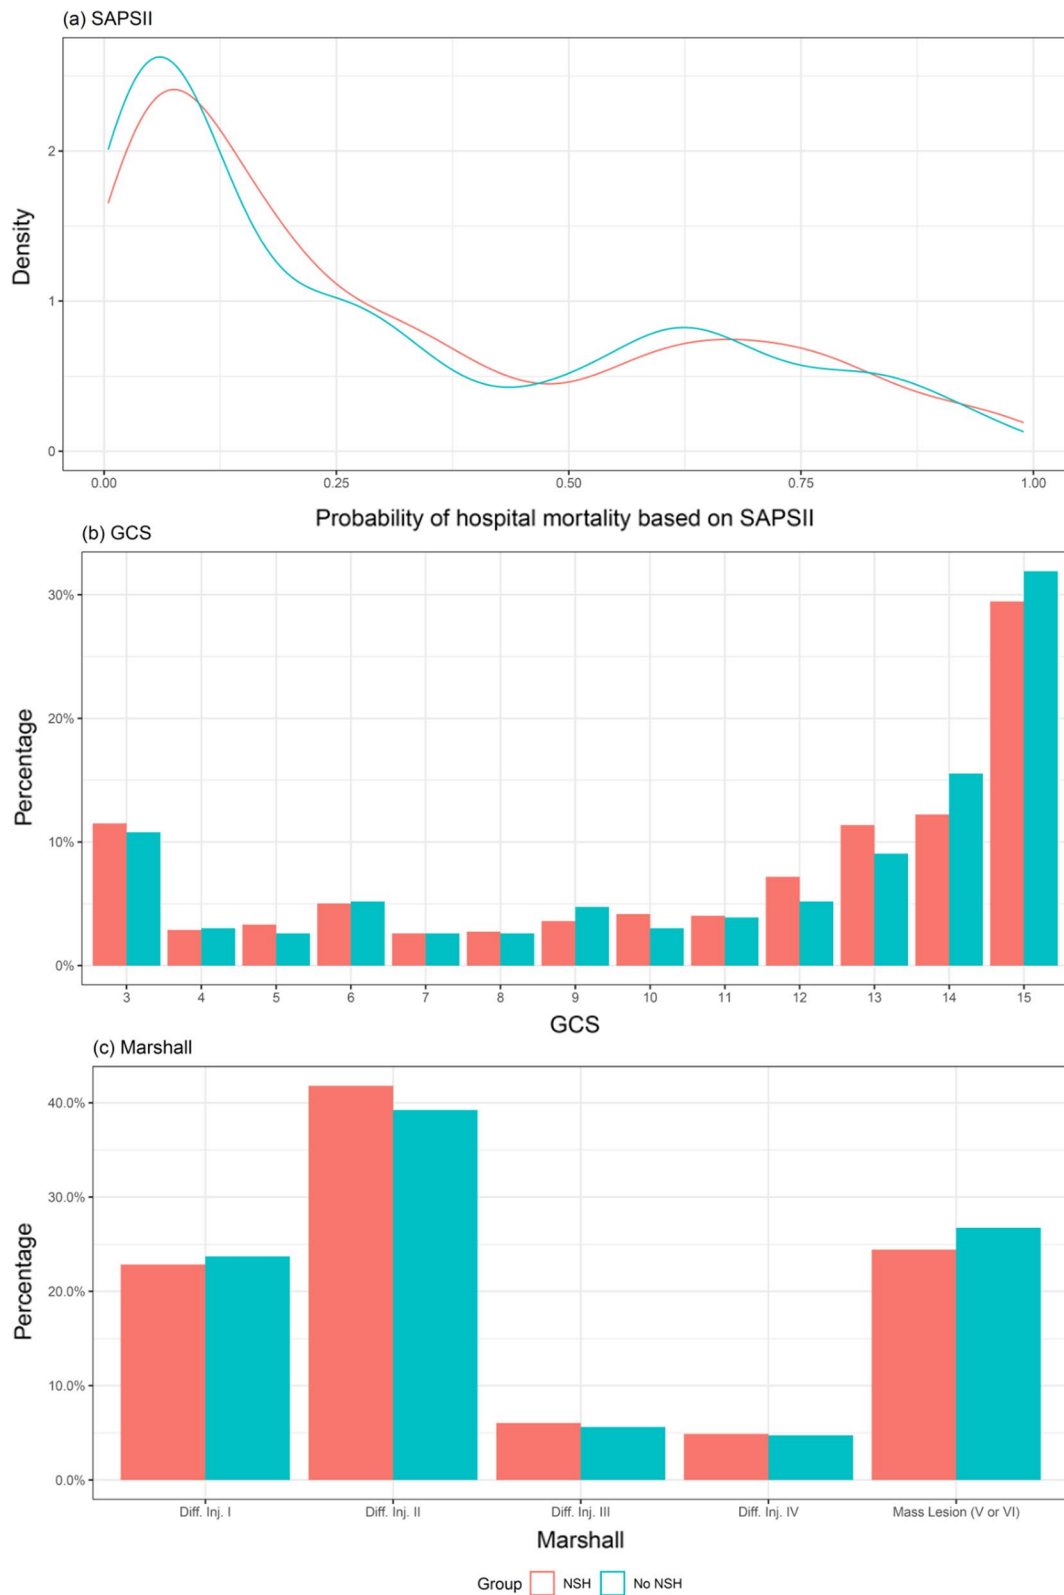 (a) SAPSII
2
1
0
Density
0.00 0.25 0.50 0.75 1.00
Probability of hospital mortality based on SAPSII
(b) GCS
30%
20%
10%
0%
Percentage
3 4 5 6 7 8 9 10 11 12 13 14 15
GCS
(c) Marshall
40.0%
30.0%
20.0%
10.0%
0.0%
Percentage
Diff. Inj. I Diff. Inj. II Diff. Inj. III Diff. Inj. IV Mass Lesion (V or VI)
Marshall
Group NSH No NSH